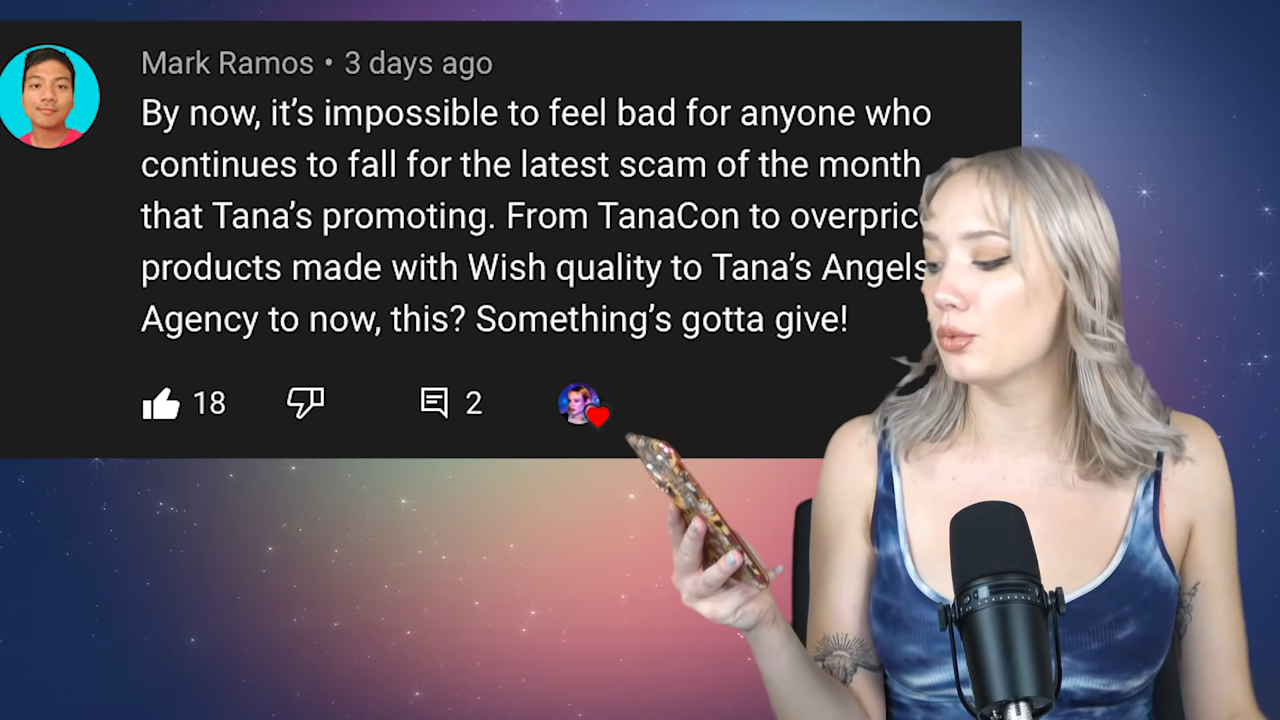 Mark Ramos • 3 days ago
By now, it’s impossible to feel bad for anyone who
continues to fall for the latest scam of the month
that Tana’s promoting. From TanaCon to
products made with Wish quality to Tana’s Angels
Agency to now, this? Something’s gotta give!
18
2